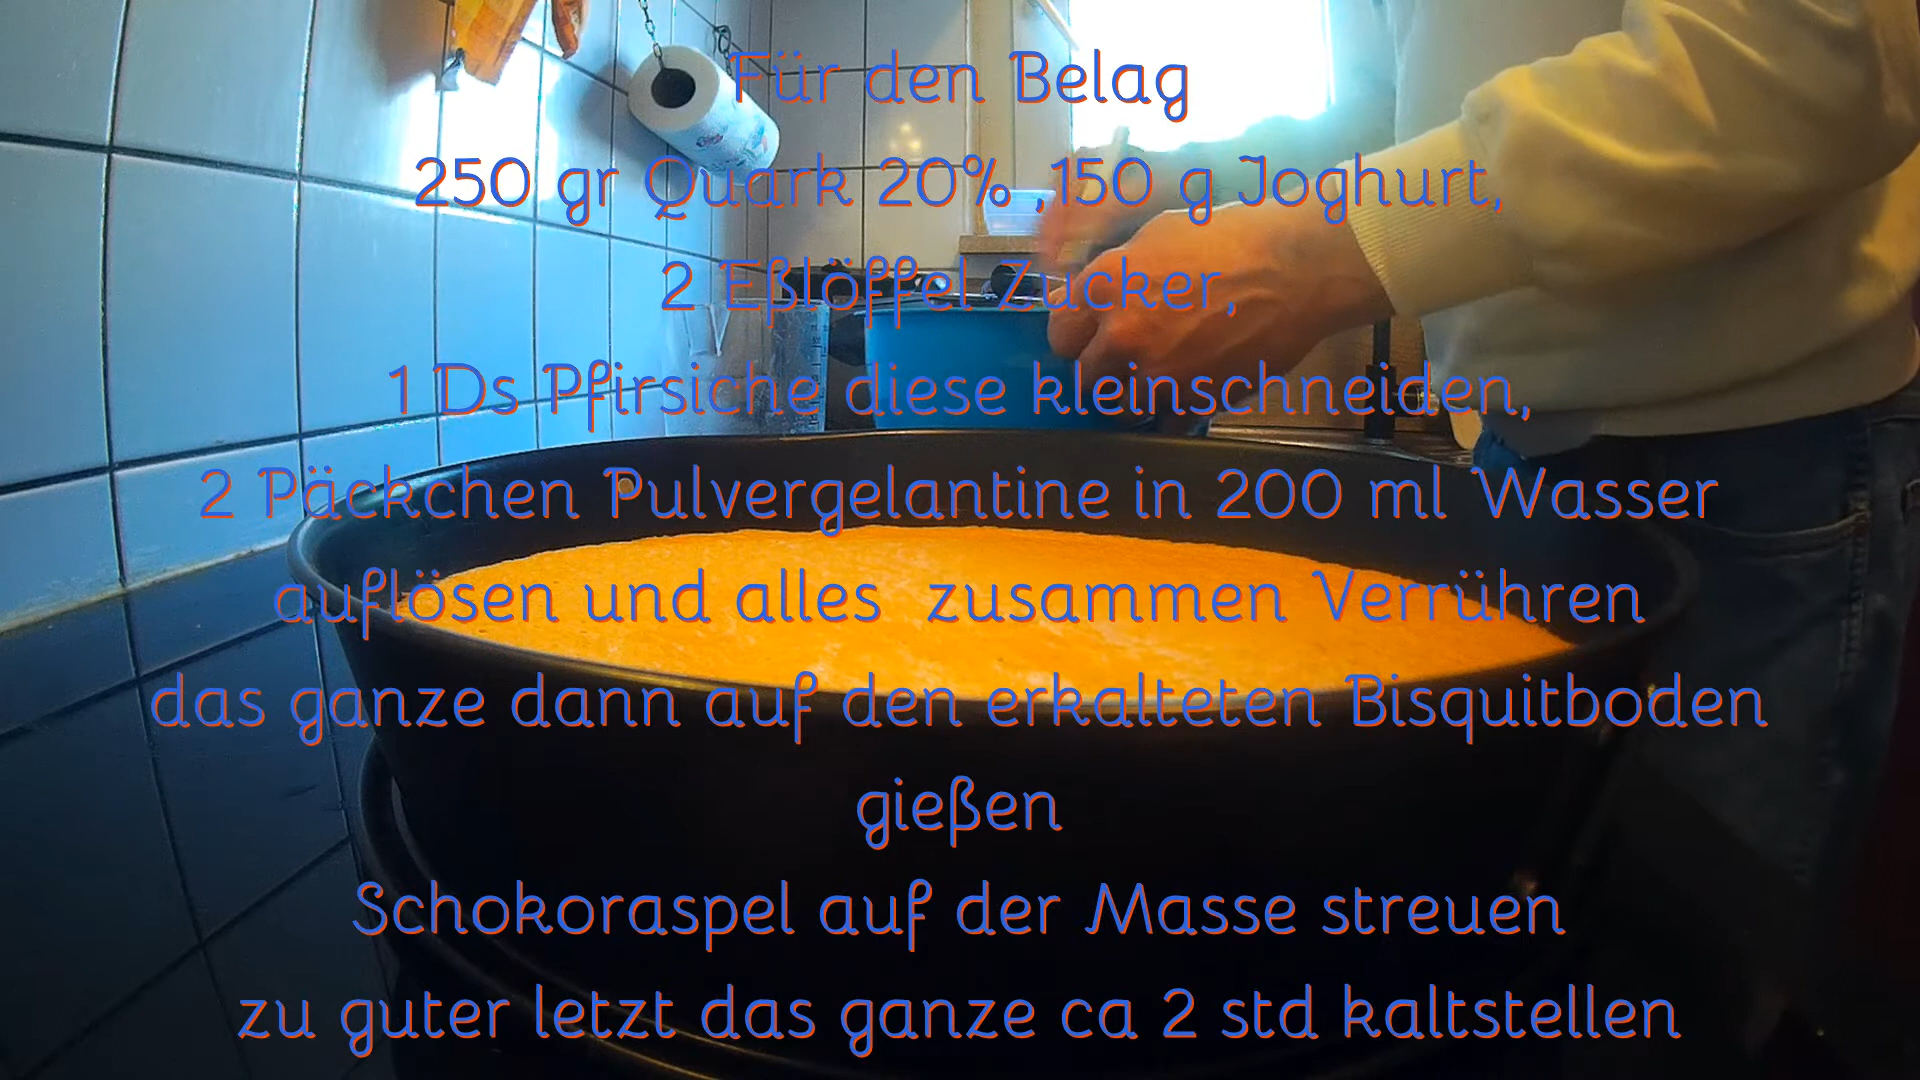 Für den Belag
250 gr Quark 20% ,150 g Joghurt,
2 Eßlöffel Zucker,
1 Ds Pfirsiche diese kleinschneiden,
2 Päckchen Pulvergelantine in 200 ml Wasser
auflösen und alles  zusammen Verrühren
das ganze dann auf den erkalteten Bisquitboden
gießen
Schokoraspel auf der Masse streuen
zu guter letzt das ganze ca 2 std kaltstellen